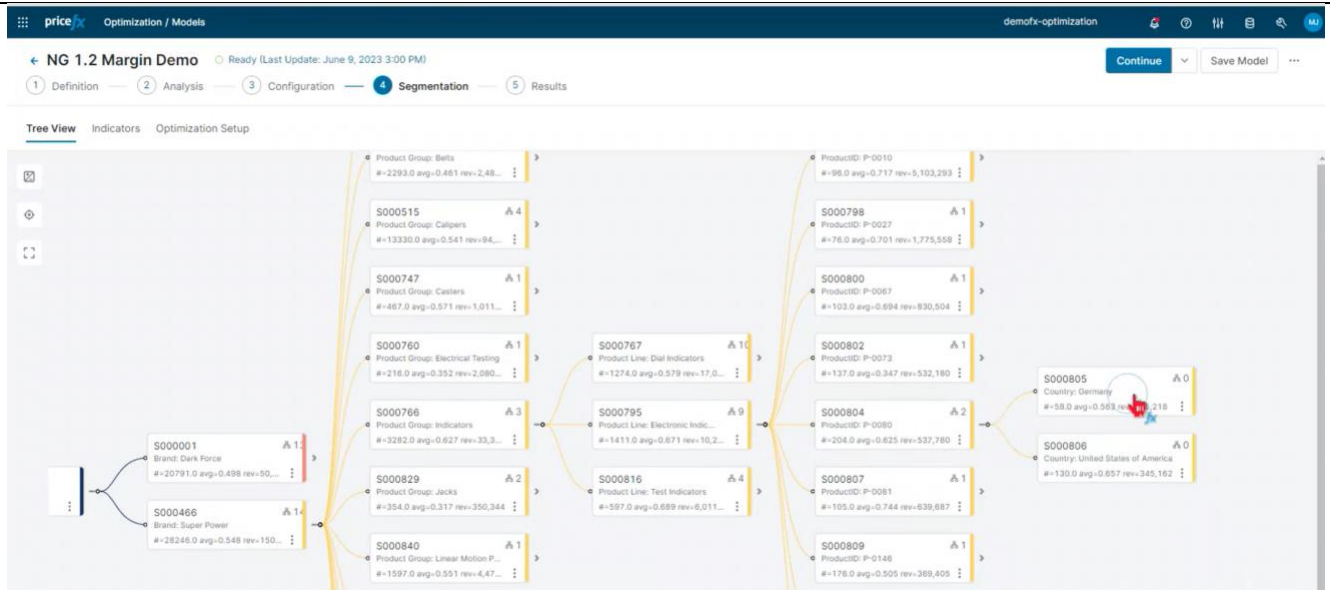 pricefx Optimization / Models demofx-optimization MJ
NG 1.2 Margin Demo Ready (Last Update: June 9, 2023 3:00 PM) Continue Save Model
1 Definition 2 Analysis 3 Configuration 4 Segmentation 5 Results
Tree View Indicators Optimization Setup
S000001
Brand: Dark Force
#=20791.0 avg=0.498 rev=50,...
S000466 14
Brand: Super Power
#=28246.0 avg=0.548 rev=150...
Product Group: Belts
#=2293.0 avg=0.461 rev=2,48...
S000515 4
Product Group: Calipers
#=13330.0 avg=0.541 rev=94,...
S000747 1
Product Group: Casters
#=467.0 avg=0.571 rev=1,011...
S000760 1
Product Group: Electrical Testing
#=216.0 avg=0.352 rev=2,080...
S000766 3
Product Group: Indicators
#=3282.0 avg=0.627 rev=33,3...
S000829 2
Product Group: Jacks
#=354.0 avg=0.317 rev=350,344
S000840 1
Product Group: Linear Motion P...
#=1597.0 avg=0.551 rev=4,47...
S000767 10
Product Line: Dial Indicators
#=1274.0 avg=0.579 rev=17,0...
S000795 9
Product Line: Electronic Indic...
#=1411.0 avg=0.671 rev=10,2...
S000816 4
Product Line: Test Indicators
#=597.0 avg=0.689 rev=6,011...
ProductID: P-0010
#=96.0 avg=0.717 rev=5,103,293
S000798 1
ProductID: P-0027
#=76.0 avg=0.701 rev=1,775,558
S000800 1
ProductID: P-0067
#=103.0 avg=0.694 rev=830,504
S000802 1
ProductID: P-0073
#=137.0 avg=0.347 rev=532,160
S000804 2
ProductID: P-0080
#=204.0 avg=0.625 rev=537,780
S000807 1
ProductID: P-0081
#=105.0 avg=0.744 rev=639,687
S000809 1
ProductID: P-0146
#=176.0 avg=0.505 rev=369,405
S000805 0
Country: Germany
#=58.0 avg=0.563
S000806 0
Country: United States of America
#=130.0 avg=0.657 rev=345,162